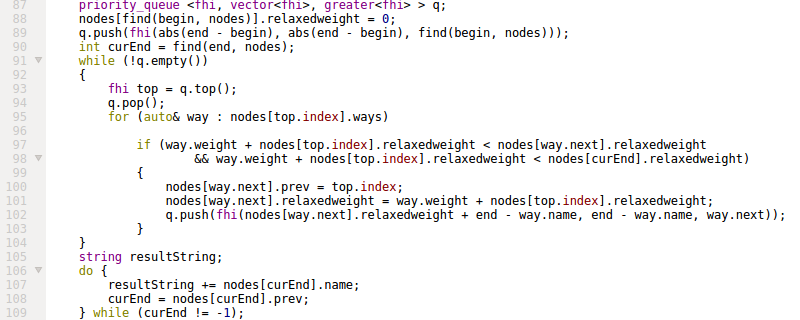 87 priority_queue <fhi, vector<fhi>, greater<fhi> > q;
88 nodes[find(begin, nodes)].relaxedweight = 0;
89 q.push(fhi(abs(end - begin), abs(end - begin), find(begin, nodes)));
90 int curEnd = find(end, nodes);
91 while (!q.empty())
92 {
93 fhi top = q.top();
94 q.pop();
95 for (auto& way : nodes[top.index].ways)
96
97 if (way.weight + nodes[top.index].relaxedweight < nodes[way.next].relaxedweight
98 && way.weight + nodes[top.index].relaxedweight < nodes[curEnd].relaxedweight)
99 {
100 nodes[way.next].prev = top.index;
101 nodes[way.next].relaxedweight = way.weight + nodes[top.index].relaxedweight;
102 q.push(fhi(nodes[way.next].relaxedweight + end - way.name, end - way.name, way.next));
103 }
104 }
105 string resultString;
106 do {
107 resultString += nodes[curEnd].name;
108 curEnd = nodes[curEnd].prev;
109 } while (curEnd != -1);